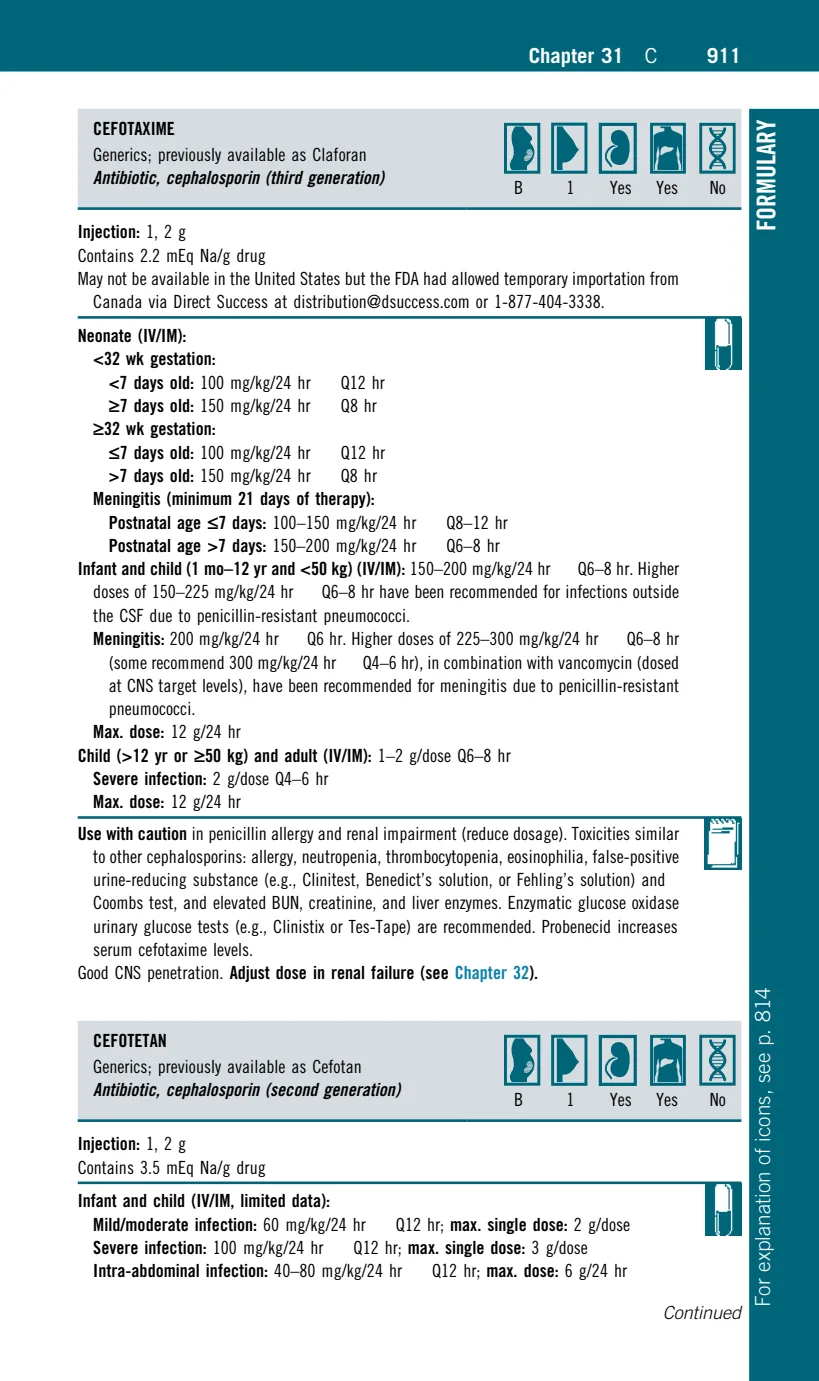 Chapter 31 C 911
CEFOTAXIME
Generics; previously available as Claforan
Antibiotic, cephalosporin (third generation)
B 1 Yes Yes No
FORMULARY
Injection: 1, 2 g
Contains 2.2 mEq Na/g drug
May not be available in the United States but the FDA had allowed temporary importation from
Canada via Direct Success at distribution@dsuccess.com or 1-877-404-3338.
Neonate (IV/IM):
<32 wk gestation:
<7 days old: 100 mg/kg/24 hr Q12 hr
≥7 days old: 150 mg/kg/24 hr Q8 hr
≥32 wk gestation:
≤7 days old: 100 mg/kg/24 hr Q12 hr
>7 days old: 150 mg/kg/24 hr Q8 hr
Meningitis (minimum 21 days of therapy):
Postnatal age ≤7 days: 100–150 mg/kg/24 hr Q8–12 hr
Postnatal age >7 days: 150–200 mg/kg/24 hr Q6–8 hr
Infant and child (1 mo–12 yr and <50 kg) (IV/IM): 150–200 mg/kg/24 hr Q6–8 hr. Higher
doses of 150–225 mg/kg/24 hr Q6–8 hr have been recommended for infections outside
the CSF due to penicillin-resistant pneumococci.
Meningitis: 200 mg/kg/24 hr Q6 hr. Higher doses of 225–300 mg/kg/24 hr Q6–8 hr
(some recommend 300 mg/kg/24 hr Q4–6 hr), in combination with vancomycin (dosed
at CNS target levels), have been recommended for meningitis due to penicillin-resistant
pneumococci.
Max. dose: 12 g/24 hr
Child (>12 yr or ≥50 kg) and adult (IV/IM): 1–2 g/dose Q6–8 hr
Severe infection: 2 g/dose Q4–6 hr
Max. dose: 12 g/24 hr
Use with caution in penicillin allergy and renal impairment (reduce dosage). Toxicities similar
to other cephalosporins: allergy, neutropenia, thrombocytopenia, eosinophilia, false-positive
urine-reducing substance (e.g., Clinitest, Benedict's solution, or Fehling's solution) and
Coombs test, and elevated BUN, creatinine, and liver enzymes. Enzymatic glucose oxidase
urinary glucose tests (e.g., Clinistix or Tes-Tape) are recommended. Probenecid increases
serum cefotaxime levels.
Good CNS penetration. Adjust dose in renal failure (see Chapter 32).
CEFOTETAN
Generics; previously available as Cefotan
Antibiotic, cephalosporin (second generation)
B 1 Yes Yes No
Injection: 1, 2 g
Contains 3.5 mEq Na/g drug
Infant and child (IV/IM, limited data):
Mild/moderate infection: 60 mg/kg/24 hr Q12 hr; max. single dose: 2 g/dose
Severe infection: 100 mg/kg/24 hr Q12 hr; max. single dose: 3 g/dose
Intra-abdominal infection: 40–80 mg/kg/24 hr Q12 hr; max. dose: 6 g/24 hr
Continued
For explanation of icons, see p. 814